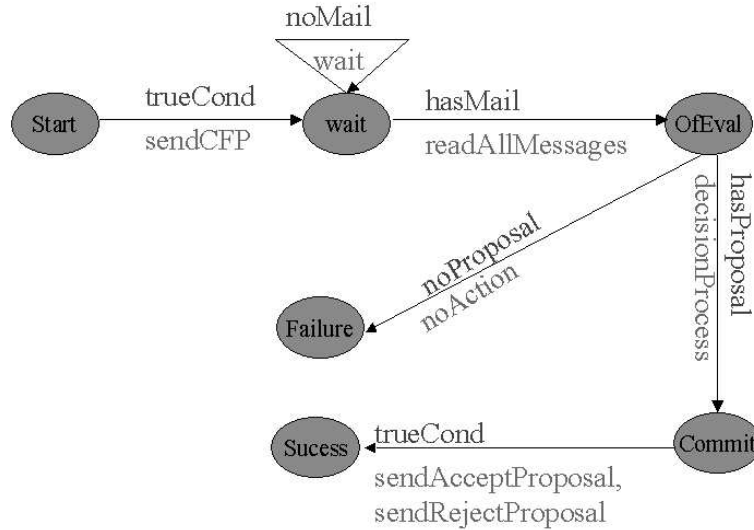 noMail
wait
trueCond
hasMail
Start
wait
OfEval
sendCFP
readAllMessages
hasProposal
decisionProcess
noProposal
noAction
Failure
Sucess
trueCond
Commit
sendAcceptProposal,
sendRejectProposal